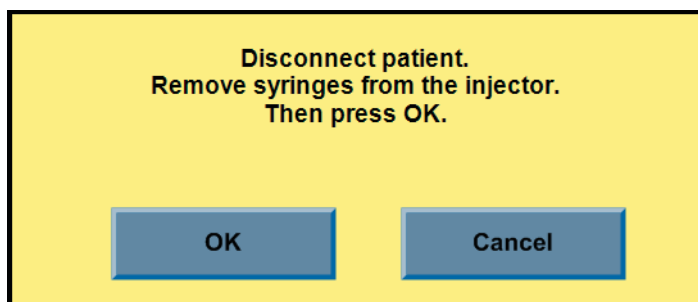 Disconnect patient.
Remove syringes from the injector.
Then press OK.
OK
Cancel